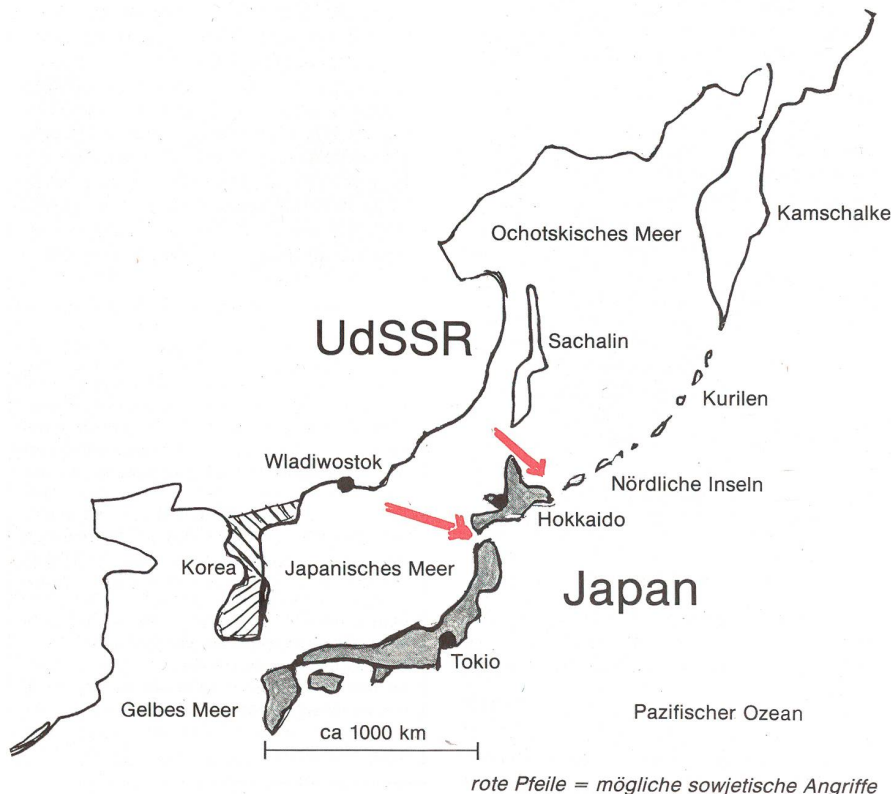 Kamschalke
Ochotskisches Meer
UdSSR
Sachalin
Kurilen
Wladiwostok
Nördliche Inseln
Hokkaido
Korea
Japanisches Meer
Japan
Tokio
Gelbes Meer
Pazifischer Ozean
ca 1000 km
rote Pfeile = mögliche sowjetische Angriffe